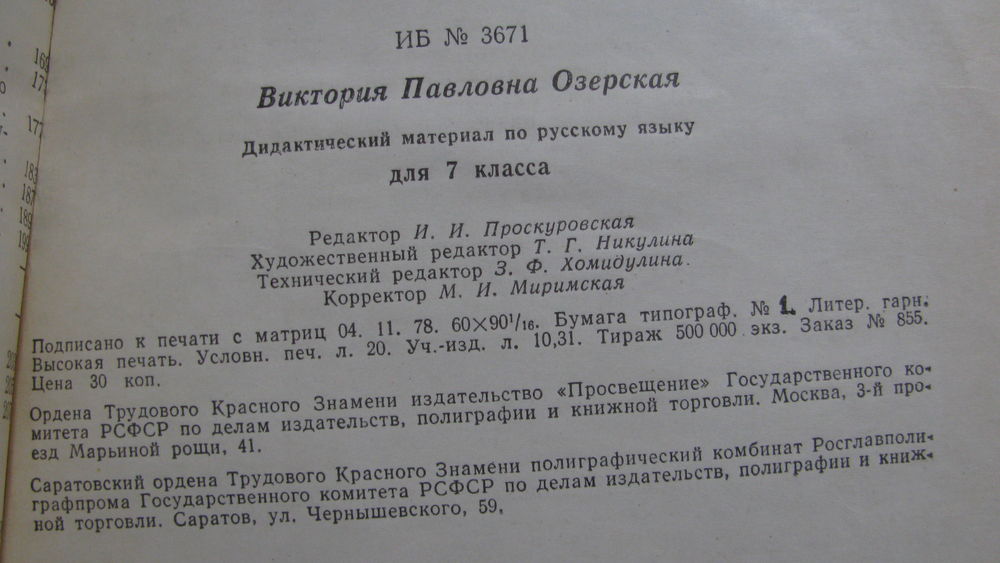 ИБ № 3671
Виктория Павловна Озерская
Дидактический материал по русскому языку
для 7 класса
Редактор И. И. Проскуровская
Художественный редактор Т. Г. Никулина
Технический редактор З. Ф. Хомидулина.
Корректор М. И. Миримская
Подписано к печати с матриц 04. 11. 78. 60×90¹/₁₆. Бумага типограф. № 1. Литер. гарн.
Высокая печать. Условн. печ. л. 20. Уч.-изд. л. 10,31. Тираж 500 000 экз. Заказ № 855.
Цена 30 коп.
Ордена Трудового Красного Знамени издательство «Просвещение» Государственного ко-
митета РСФСР по делам издательств, полиграфии и книжной торговли. Москва, 3-й про-
езд Марьиной рощи, 41.
Саратовский ордена Трудового Красного Знамени полиграфический комбинат Росглавполи-
графпрома Государственного комитета РСФСР по делам издательств, полиграфии и книж-
ной торговли. Саратов, ул. Чернышевского, 59,